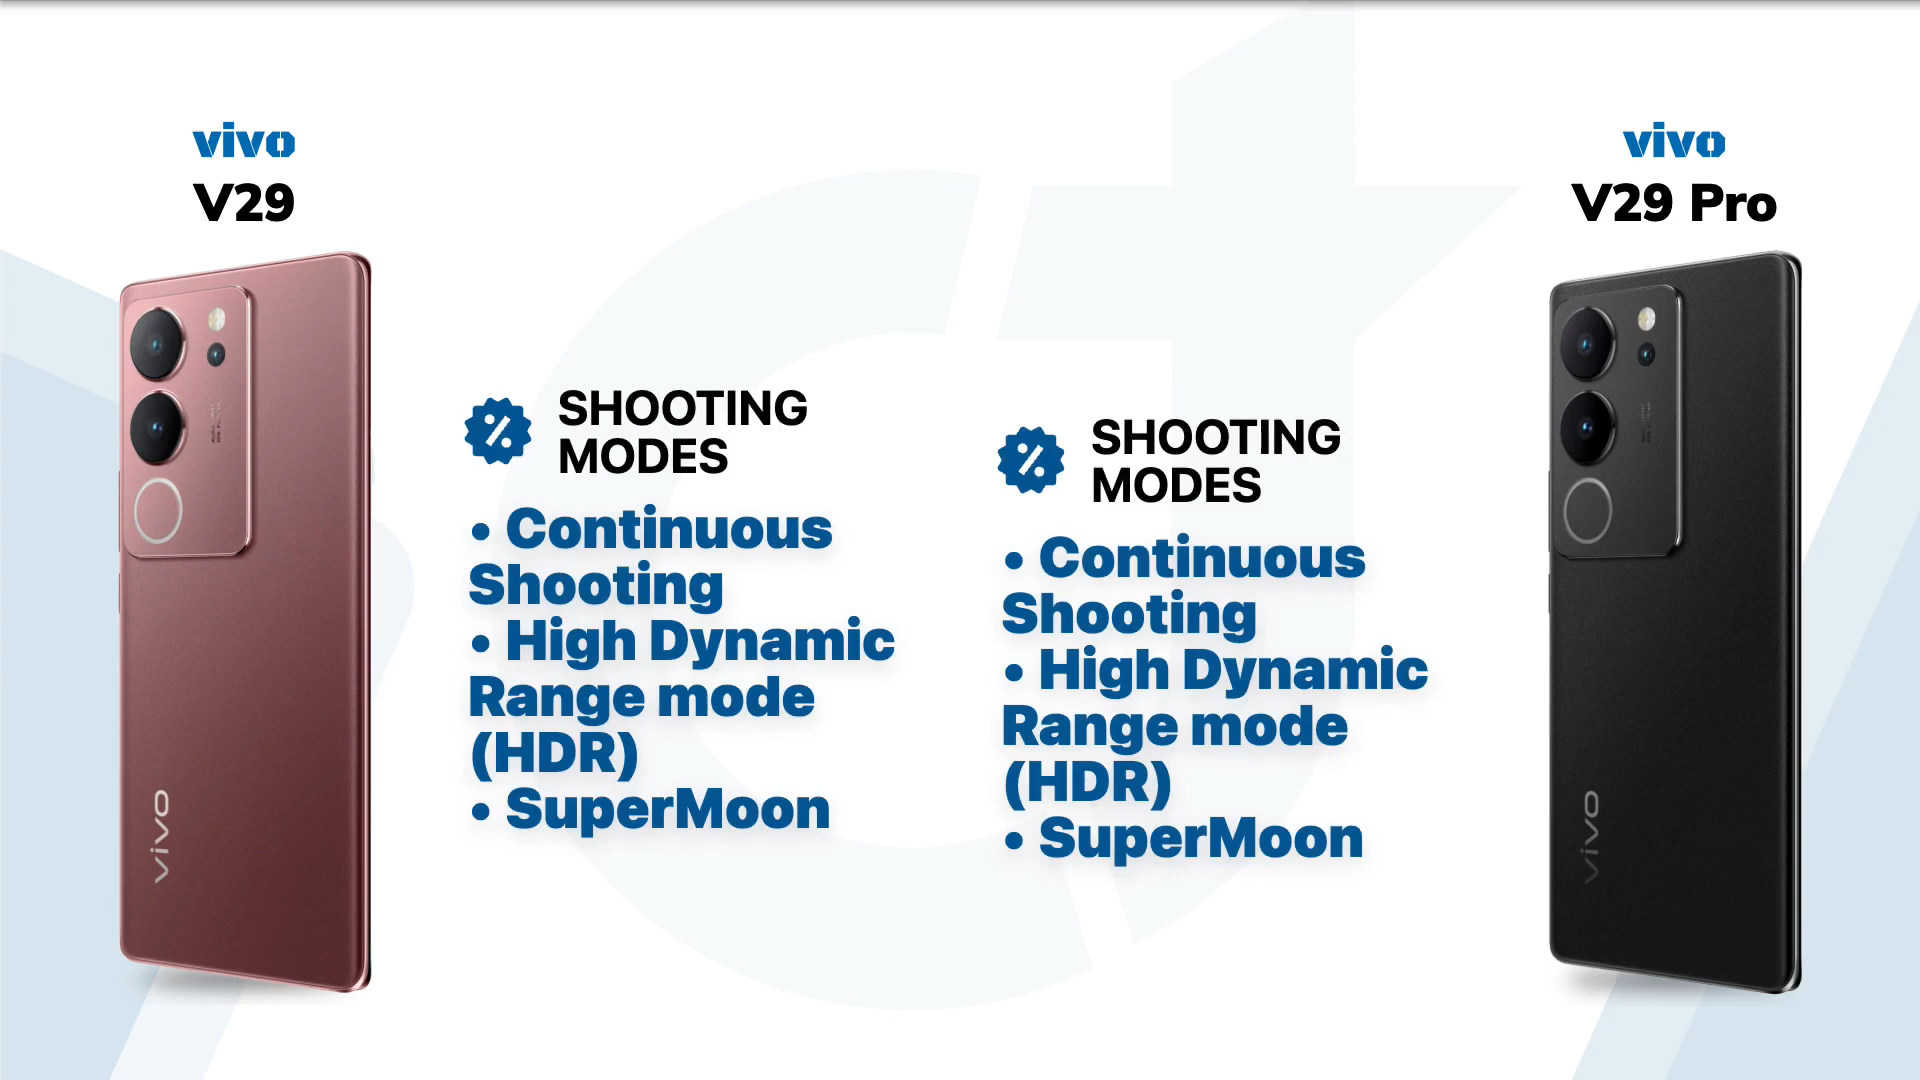 vivo
V29
vivo
V29 Pro
SHOOTING
MODES
• Continuous
Shooting
• High Dynamic
Range mode
(HDR)
• SuperMoon
SHOOTING
MODES
• Continuous
Shooting
• High Dynamic
Range mode
(HDR)
• SuperMoon
vivo
vivo